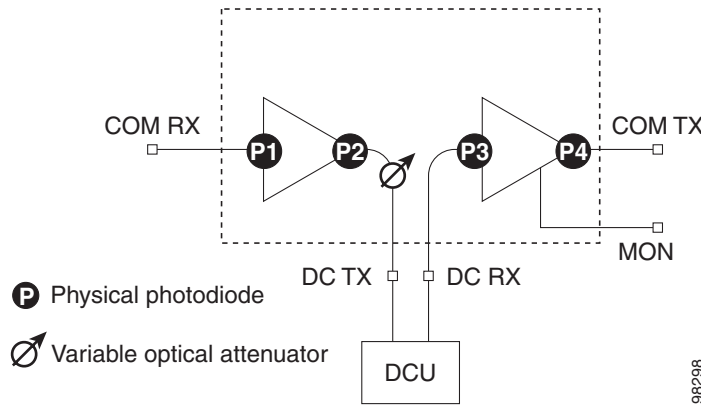 COM RX
P1
P2
P3
P4
COM TX
MON
DC TX
DC RX
P Physical photodiode
Variable optical attenuator
DCU
98298